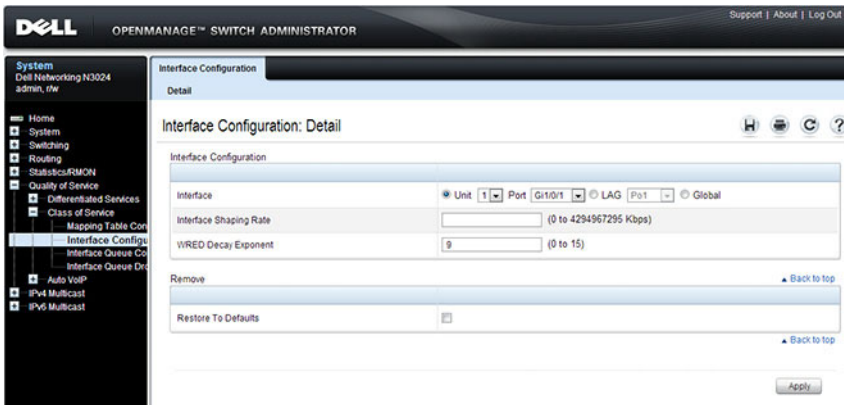 Support | About | Log Out
DELL OPENMANAGE™ SWITCH ADMINISTRATOR
System
Dell Networking N3024
admin, r/w
Home
System
Switching
Routing
Statistics/RMON
Quality of Service
Differentiated Services
Class of Service
Mapping Table Con
Interface Configu
Interface Queue Co
Interface Queue Dro
Auto VoIP
IPv4 Multicast
IPv6 Multicast
Interface Configuration
Detail
Interface Configuration: Detail
Interface Configuration
Interface Unit 1 Port Gi1/0/1 LAG Po1 Global
Interface Shaping Rate (0 to 4294967295 Kbps)
WRED Decay Exponent 9 (0 to 15)
Remove Back to top
Restore To Defaults
Back to top
Apply